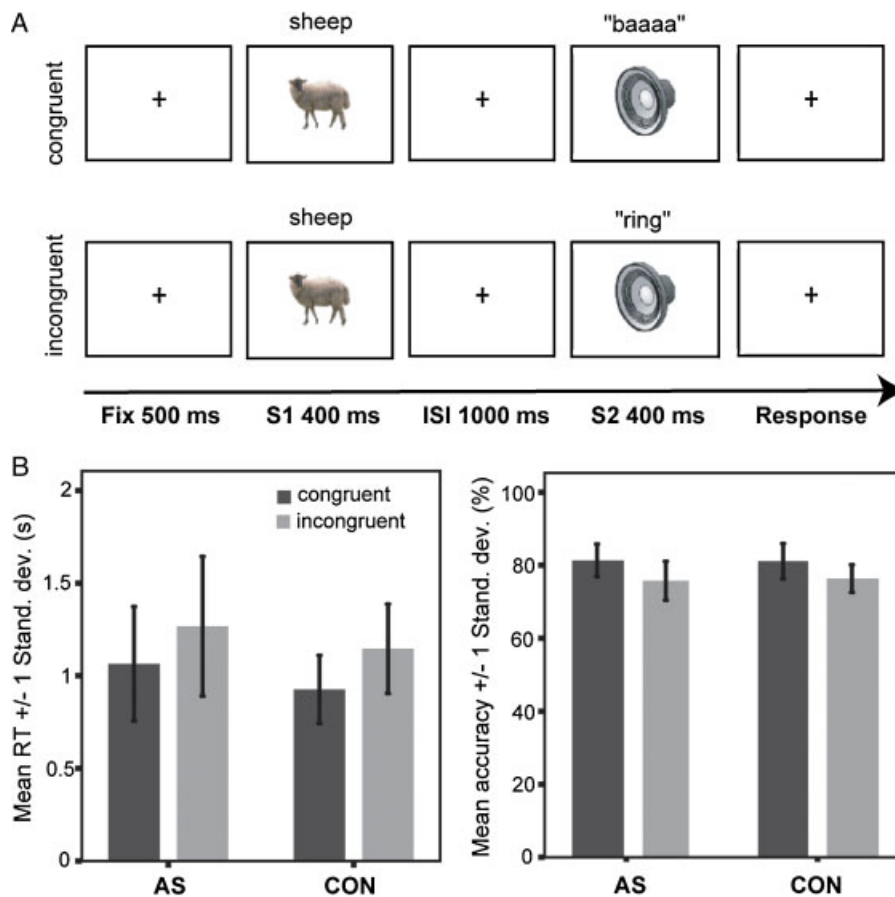 A
sheep
"baaaa"
congruent
+
+
+
sheep
"ring"
incongruent
+
+
+
Fix 500 ms
S1 400 ms
ISI 1000 ms
S2 400 ms
Response
B
Mean RT +/- 1 Stand. dev. (s)
2
1.5
1
0.5
0
congruent
incongruent
AS
CON
Mean accuracy +/- 1 Stand. dev. (%)
100
80
60
40
20
0
AS
CON